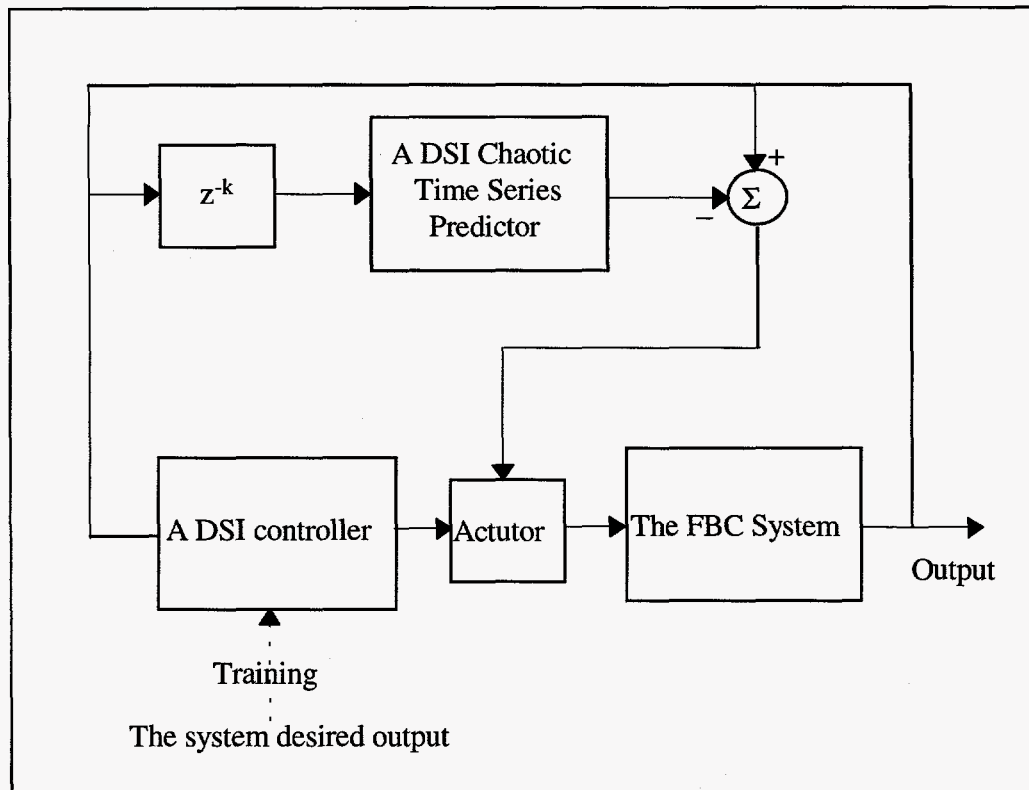 A DSI Chaotic
Time Series
Predictor
z-k
+
Σ
−
A DSI controller
Actutor
The FBC System
Output
Training
The system desired output